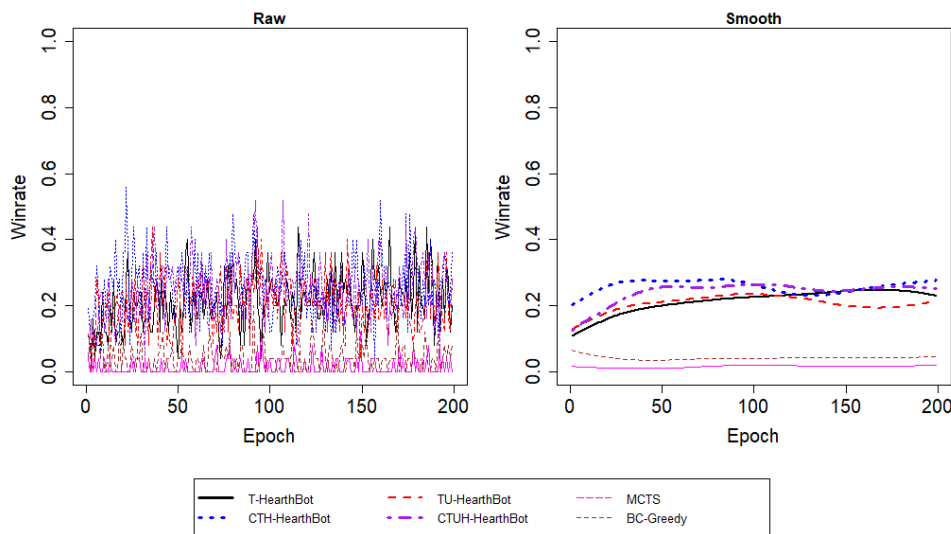 Raw
Smooth
Winrate
1.0
0.8
0.6
0.4
0.2
0.0
0
50
100
150
200
Epoch
Winrate
1.0
0.8
0.6
0.4
0.2
0.0
0
50
100
150
200
Epoch
T-HearthBot
TU-HearthBot
MCTS
CTH-HearthBot
CTUH-HearthBot
BC-Greedy